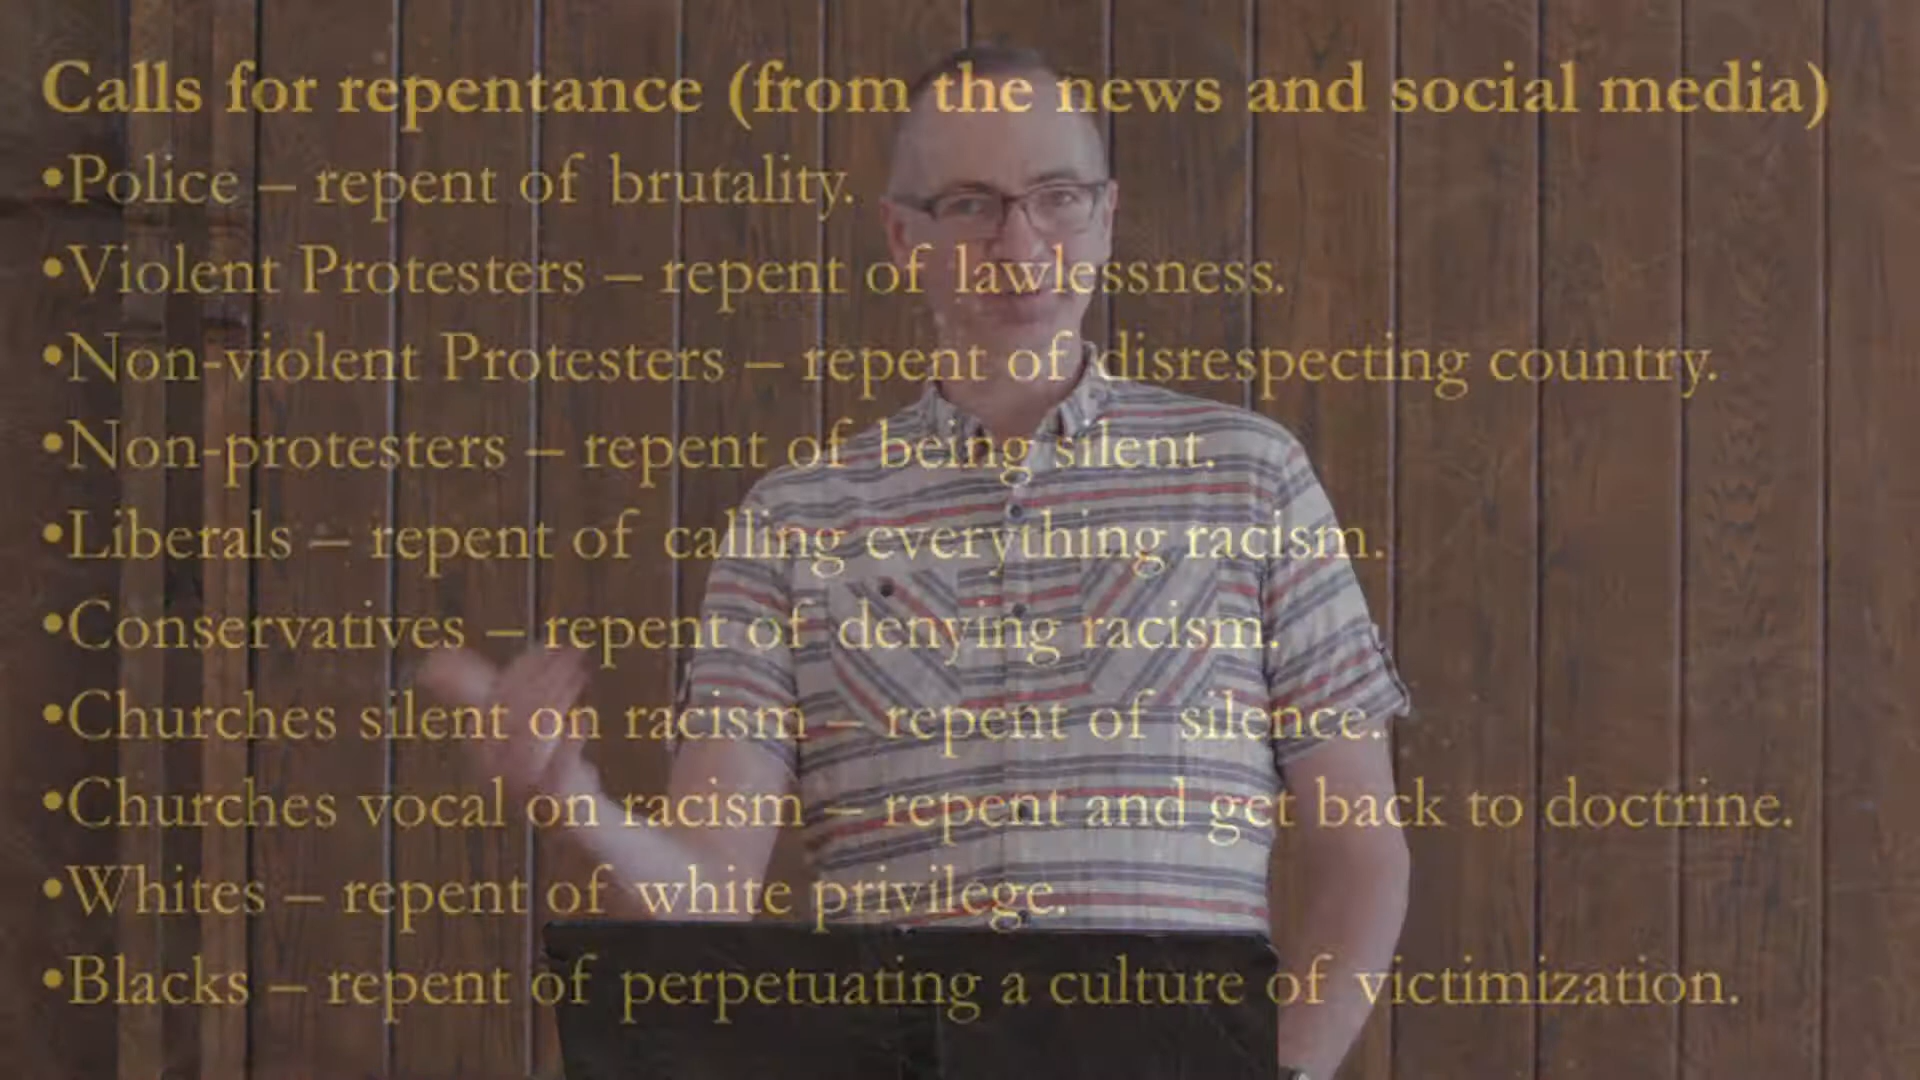 Calls for repentance (from the news and social media)
•Police – repent of brutality.
•Violent Protesters – repent of lawlessness.
•Non-violent Protesters – repent of disrespecting country.
•Non-protesters – repent of being silent.
•Liberals – repent of calling everything racism.
•Conservatives – repent of denying racism.
•Churches silent on racism – repent of silence.
•Churches vocal on racism – repent and get back to doctrine.
•Whites – repent of white privilege.
•Blacks – repent of perpetuating a culture of victimization.